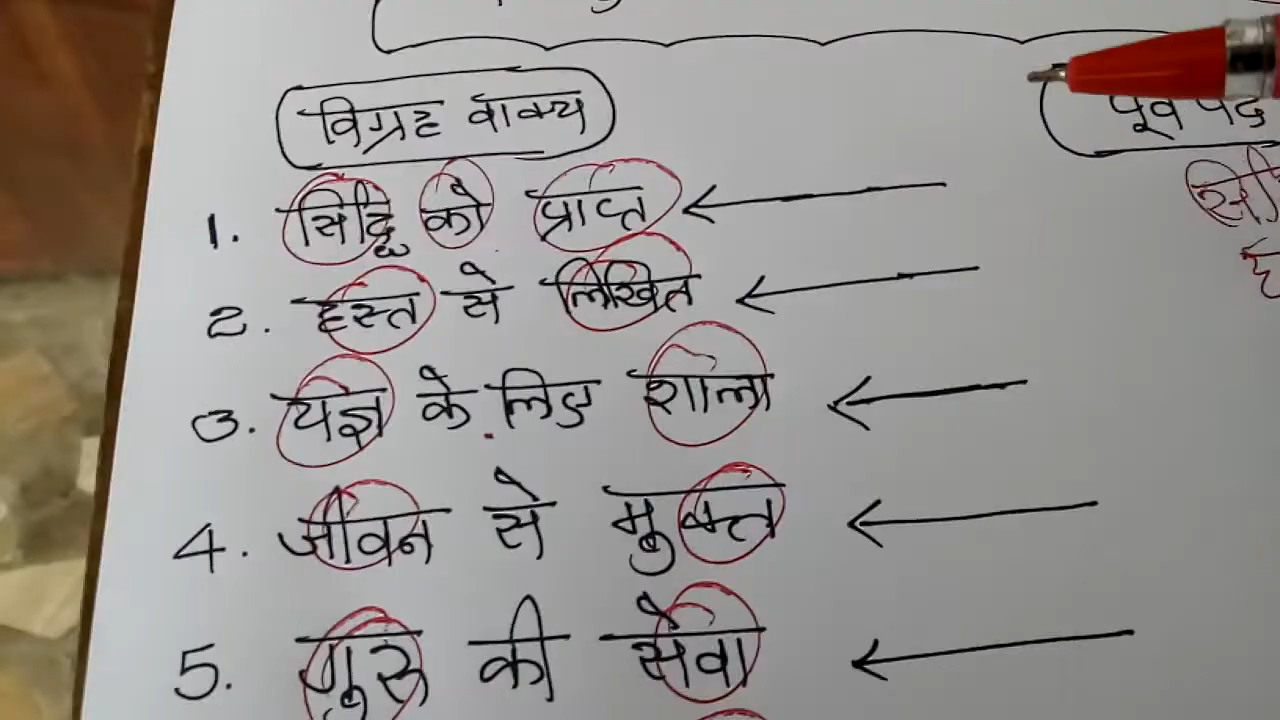 विग्रह वाक्य
पूर्व पद
1. सिद्धि को प्राप्त
2. हस्त से लिखित
3. यज्ञ के लिए शाला
4. जीवन से मुक्त
5. गुरु की सेवा